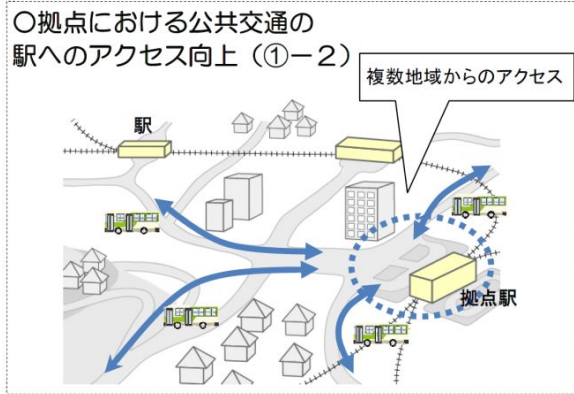 〇拠点における公共交通の
駅へのアクセス向上（①－２）
複数地域からのアクセス
駅
拠点駅